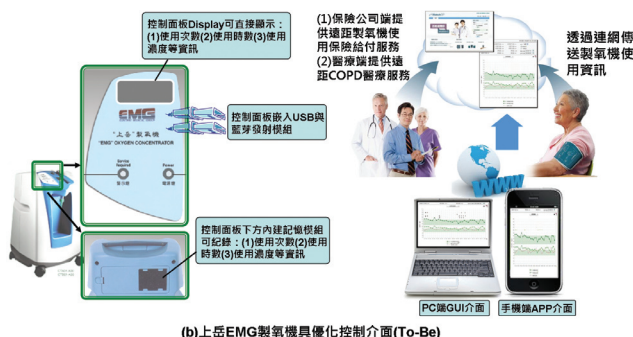 控制面板Display可直接顯示：
(1)使用次數(2)使用時數(3)使用
濃度等資訊
EMG
"上岳"製氧機
"EMG" OXYGEN CONCENTRATOR
Service
Required
Power
控制面板嵌入USB與
藍芽發射模組
控制面板下方內建記憶模組
可紀錄：(1)使用次數(2)使用
時數(3)使用濃度等資訊
(1)保險公司端提
供遠距製氧機使
用保險給付服務
(2)醫療端提供遠
距COPD醫療服務
透過連網傳
送製氧機使
用資訊
WWW
PC端GUI介面
手機端APP介面
(b)上岳EMG製氧機具優化控制介面(To-Be)